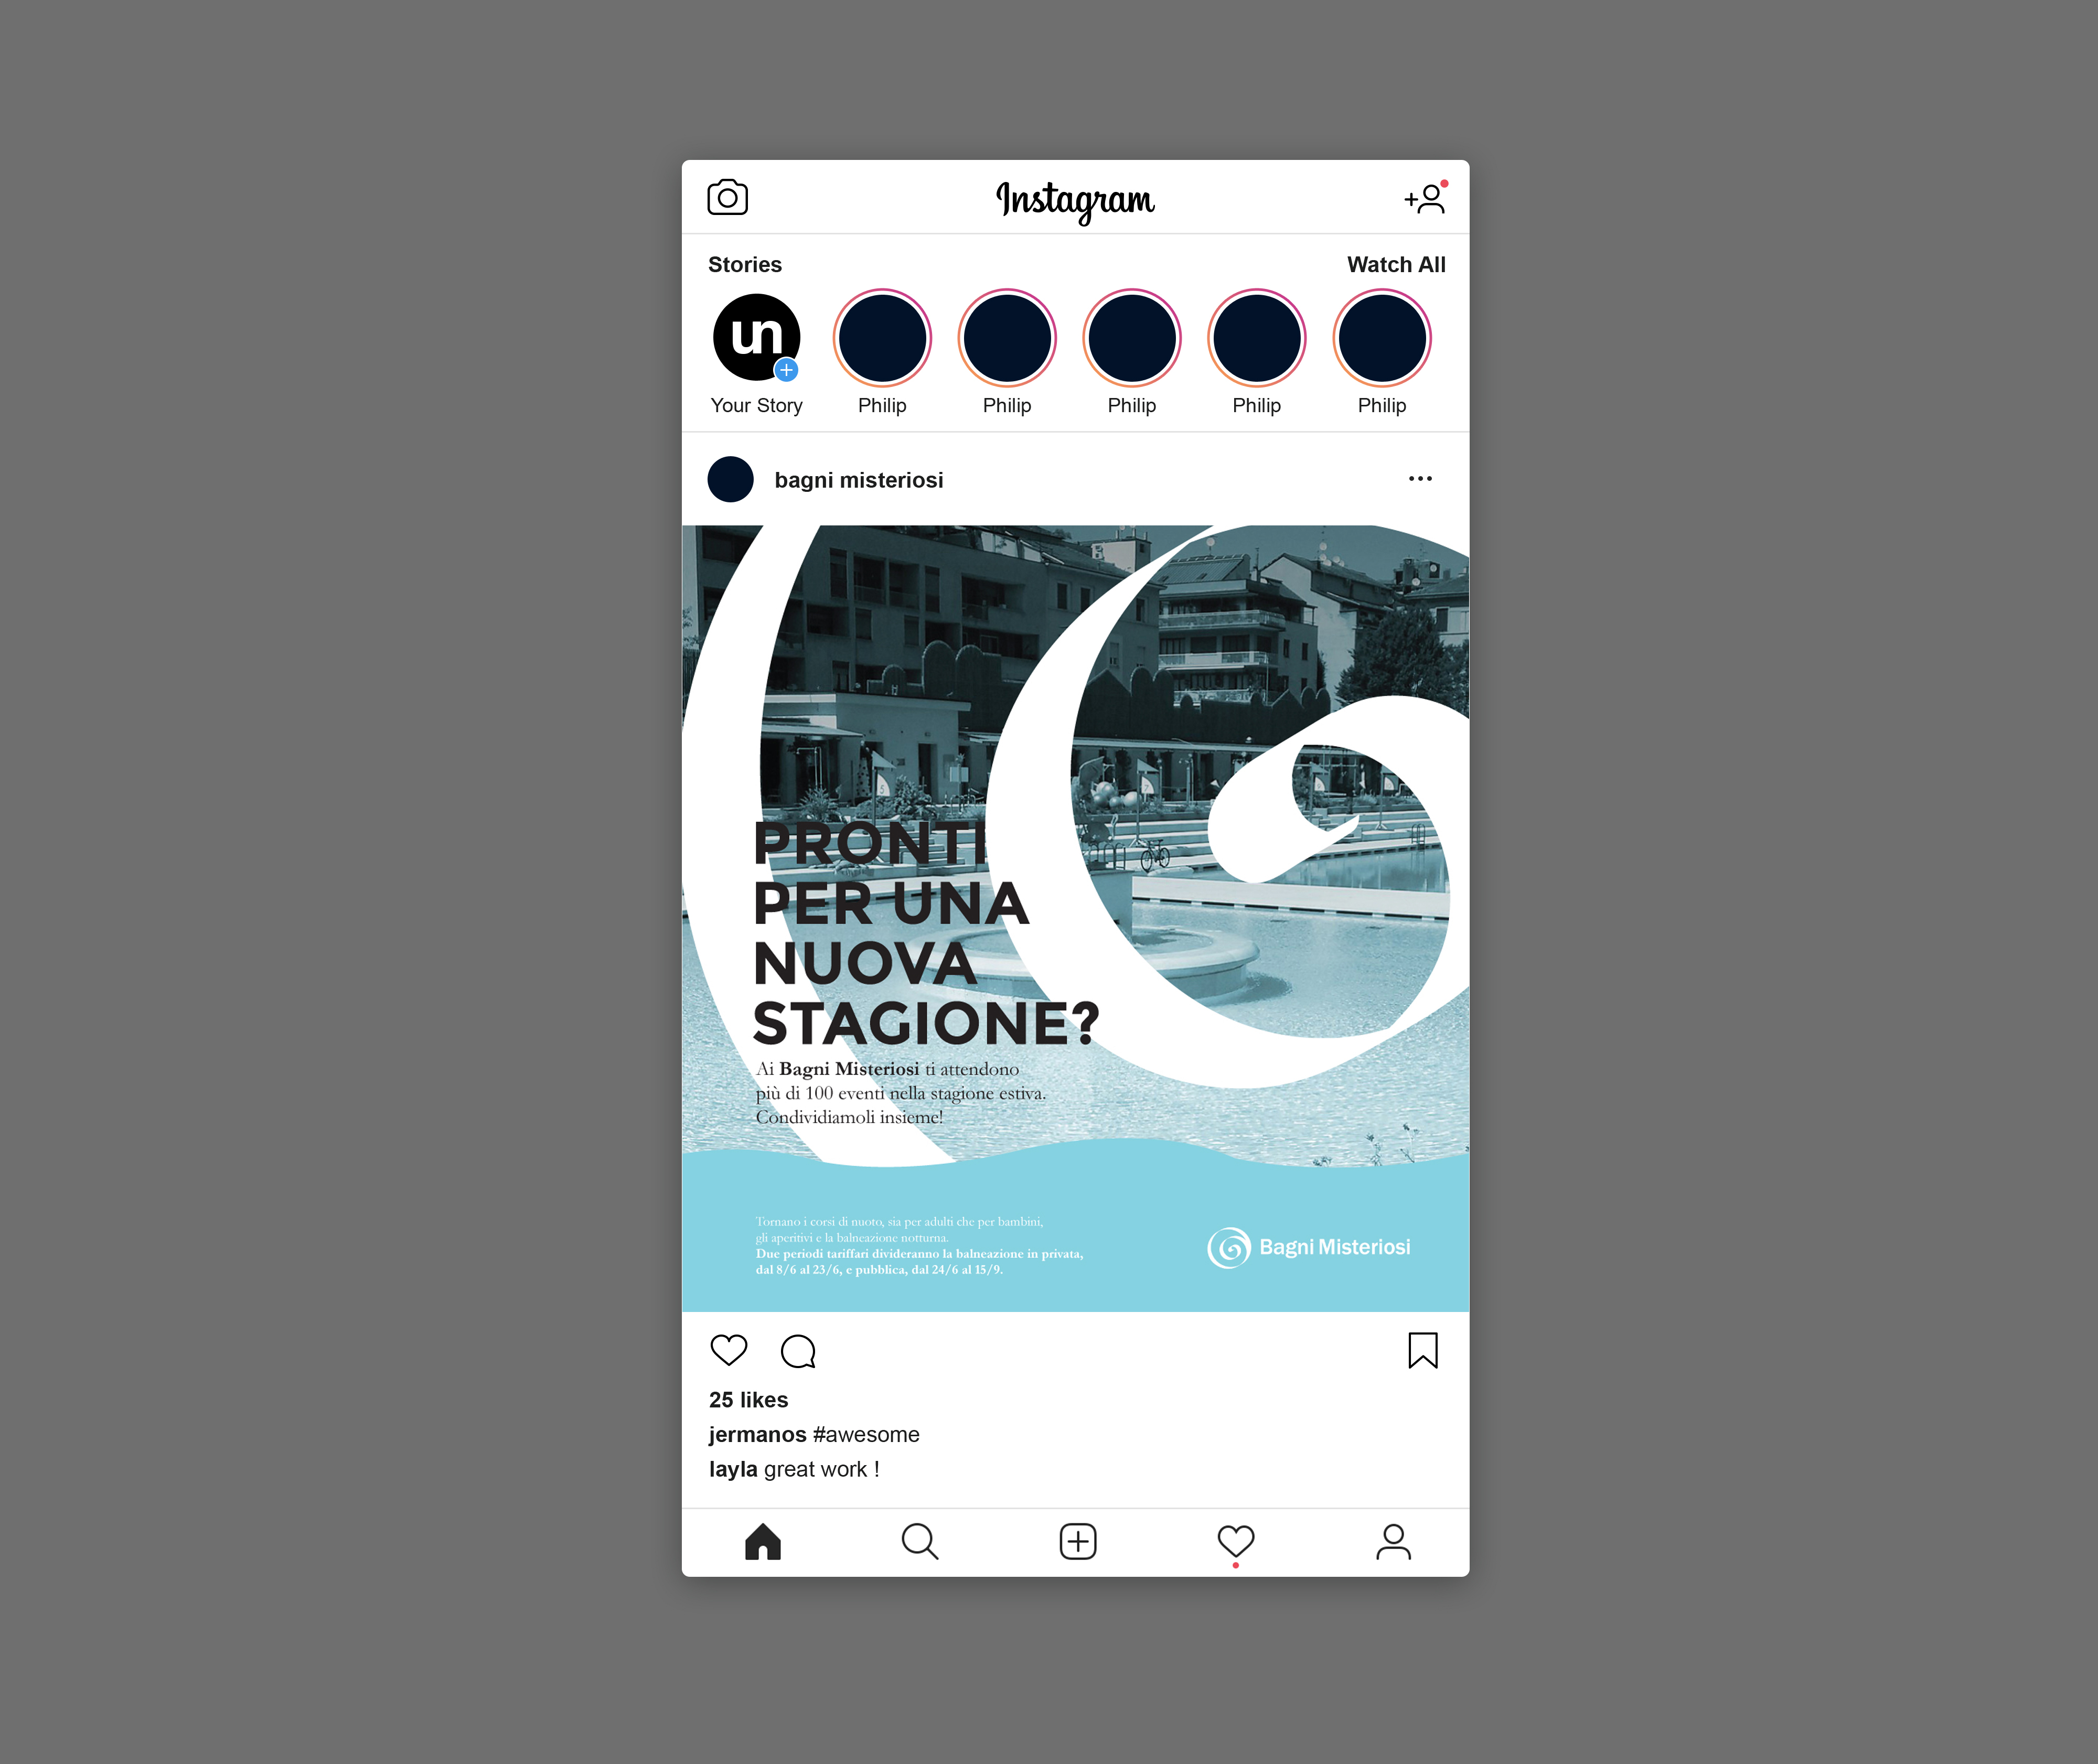 Instagram
Stories
Watch All
un
Your Story
Philip
Philip
Philip
Philip
Philip
bagni misteriosi
PRONTI
PER UNA
NUOVA
STAGIONE?
Ai Bagni Misteriosi ti attendono
più di 100 eventi nella stagione estiva.
Condividiamoli insieme!
Tornano i corsi di nuoto, sia per adulti che per bambini,
gli aperitivi e la balneazione notturna.
Due periodi tariffari divideranno la balneazione in privata,
dal 8/6 al 23/6, e pubblica, dal 24/6 al 15/9.
Bagni Misteriosi
25 likes
jermanos #awesome
layla great work !